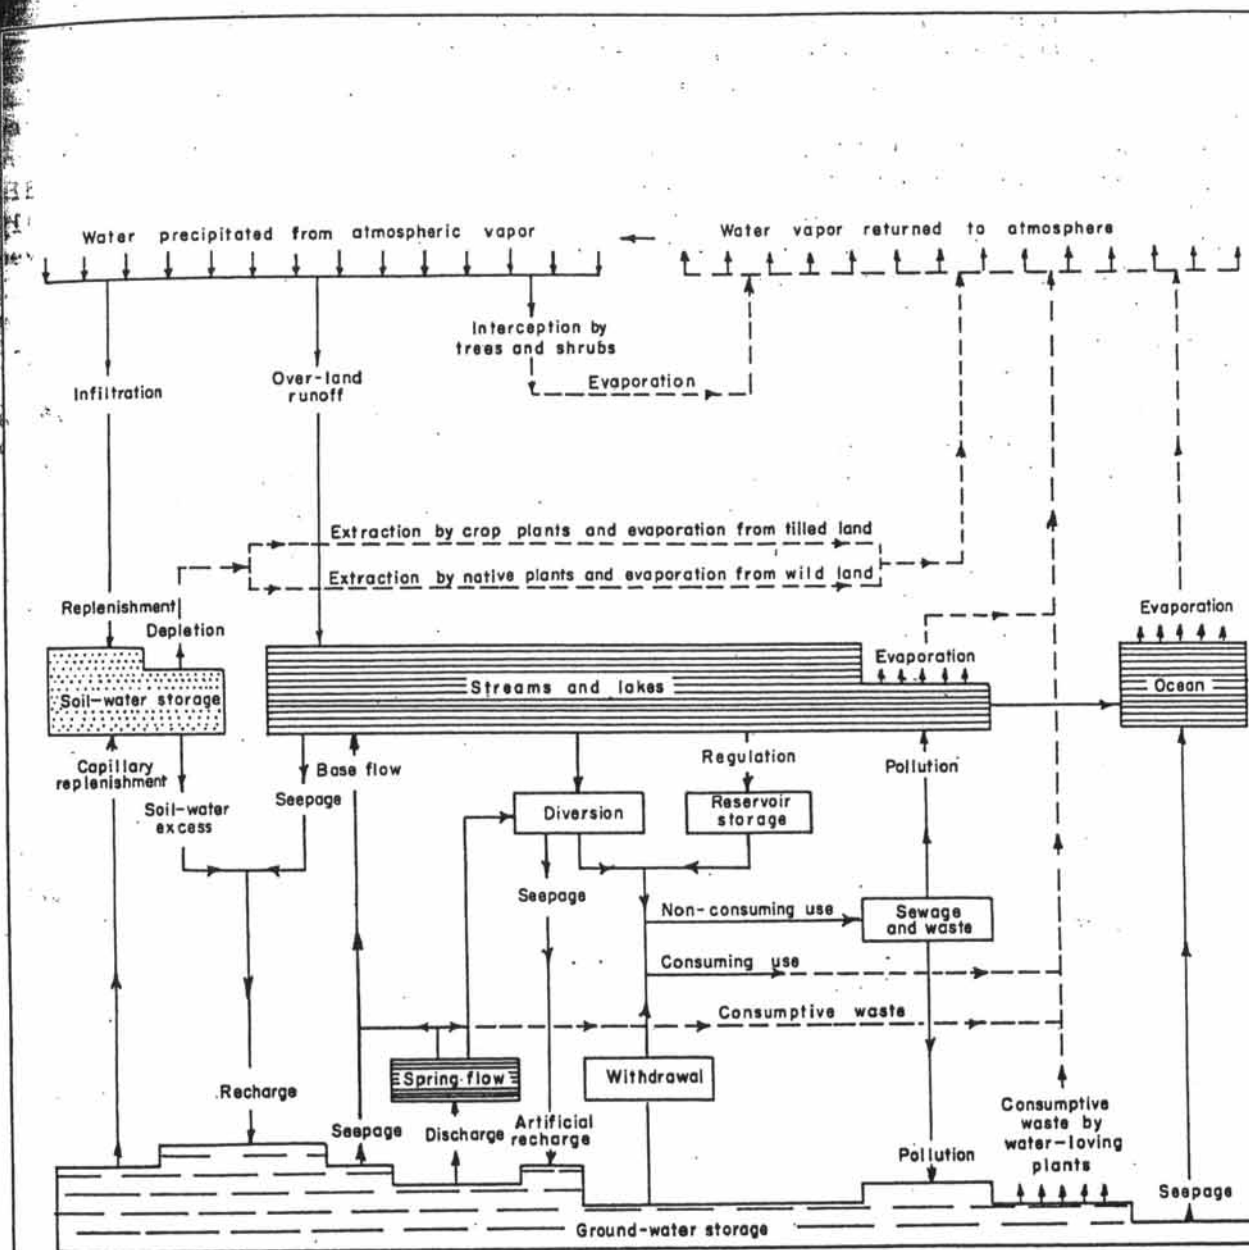 Water precipitated from atmospheric vapor
Water vapor returned to atmosphere
Interception by
trees and shrubs
Evaporation
Infiltration
Over-land
runoff
Extraction by crop plants and evaporation from tilled land
Extraction by native plants and evaporation from wild land
Replenishment
Depletion
Evaporation
Evaporation
Soil-water storage
Streams and lakes
Ocean
Capillary
replenishment
Soil-water
excess
Seepage
Base flow
Regulation
Pollution
Diversion
Reservoir
storage
Seepage
Non-consuming use
Sewage
and waste
Consuming use
Consumptive waste
Spring flow
Withdrawal
Recharge
Seepage
Discharge
Artificial
recharge
Pollution
Consumptive
waste by
water-loving
plants
Seepage
Ground-water storage